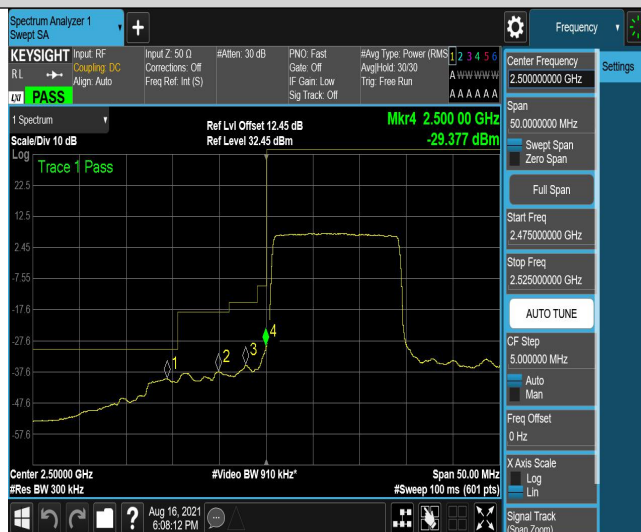 Spectrum Analyzer 1
Swept SA
Frequency
KEYSIGHT
RL
LXI
PASS
Input: RF
Coupling: DC
Align: Auto
Input Z: 50 Ω
Corrections: Off
Freq Ref: Int (S)
#Atten: 30 dB
PNO: Fast
Gate: Off
IF Gain: Low
Sig Track: Off
#Avg Type: Power (RMS
Avg|Hold: 30/30
Trig: Free Run
1 2 3 4 5 6
A W W W W W
A A A A A A
1 Spectrum
Scale/Div 10 dB
Ref Lvl Offset 12.45 dB
Ref Level 32.45 dBm
Mkr4 2.500 00 GHz
-29.377 dBm
Log
Trace 1 Pass
22.5
12.5
2.45
-7.55
-17.6
-27.6
-37.6
-47.6
-57.6
1
2
3
4
Center 2.50000 GHz
#Res BW 300 kHz
#Video BW 910 kHz*
Span 50.00 MHz
#Sweep 100 ms (601 pts)
Aug 16, 2021
6:08:12 PM
?
Center Frequency
2.500000000 GHz
Span
50.0000000 MHz
Swept Span
Zero Span
Full Span
Start Freq
2.475000000 GHz
Stop Freq
2.525000000 GHz
AUTO TUNE
CF Step
5.000000 MHz
Auto
Man
Freq Offset
0 Hz
X Axis Scale
Log
Lin
Signal Track
(Span Zoom)
Settings